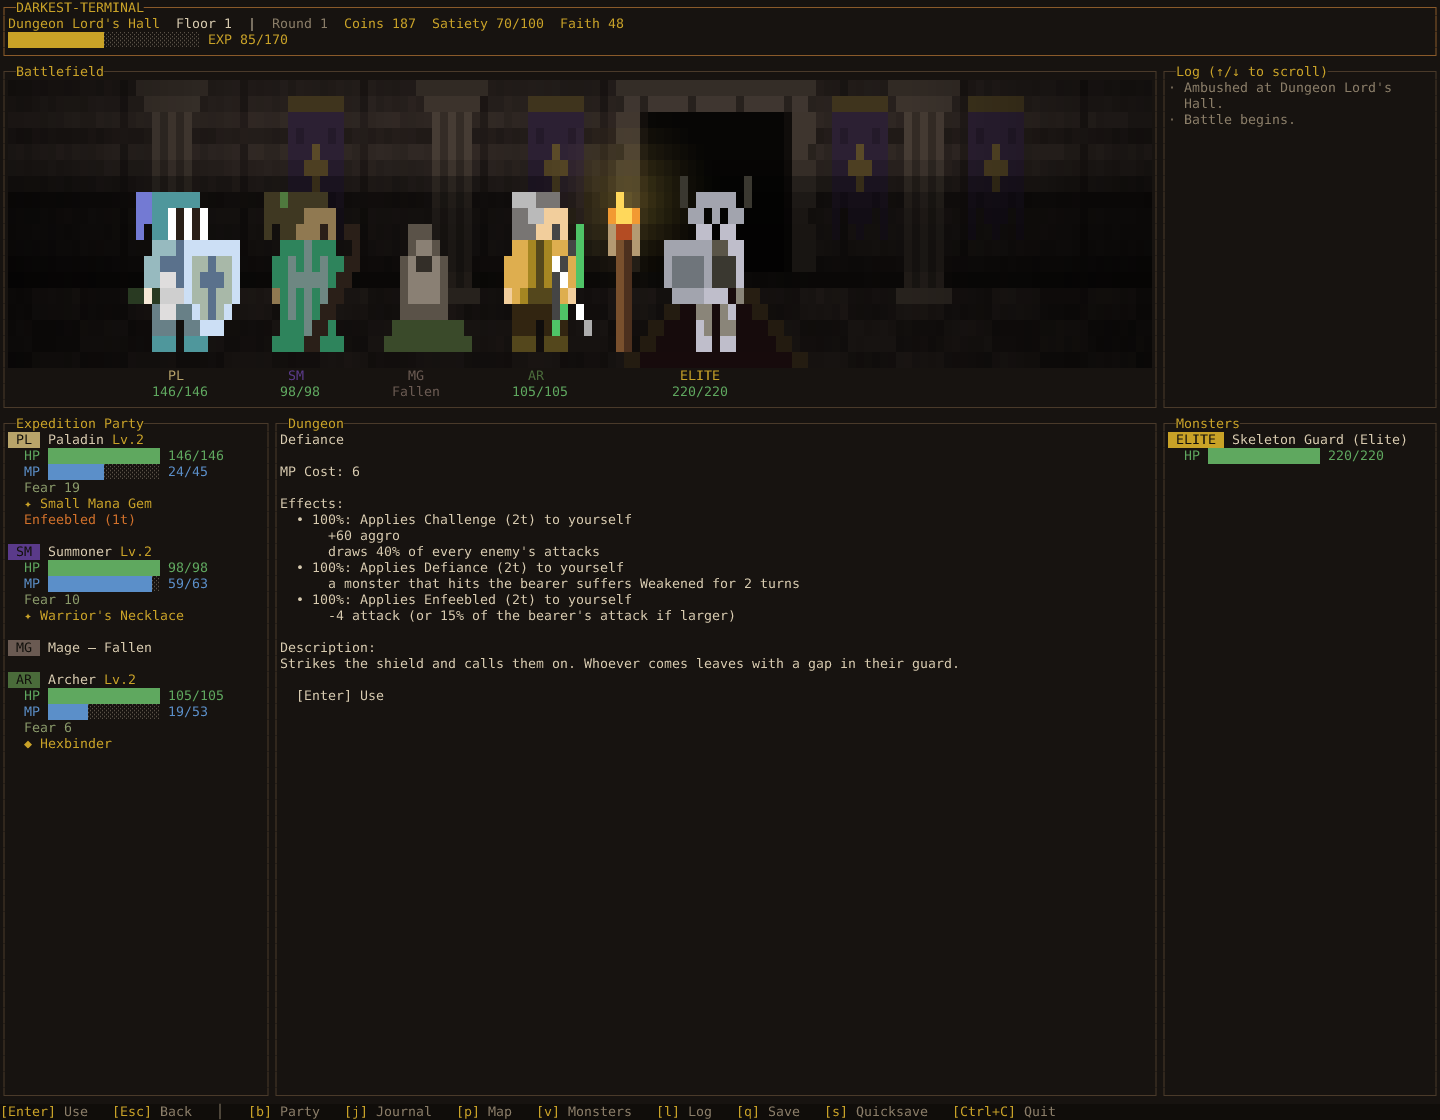 DARKEST-TERMINAL
Dungeon Lord's Hall  Floor 1  |  Round 1  Coins 187  Satiety 70/100  Faith 48
EXP 85/170
Battlefield
PL SM MG AR ELITE
146/146 98/98 Fallen 105/105 220/220
Log (↑/↓ to scroll)
· Ambushed at Dungeon Lord's
Hall.
· Battle begins.
Expedition Party
PL Paladin Lv.2
HP 146/146
MP 24/45
Fear 19
✦ Small Mana Gem
Enfeebled (1t)
SM Summoner Lv.2
HP 98/98
MP 59/63
Fear 10
✦ Warrior's Necklace
MG Mage — Fallen
AR Archer Lv.2
HP 105/105
MP 19/53
Fear 6
◆ Hexbinder
Dungeon
Defiance
MP Cost: 6
Effects:
• 100%: Applies Challenge (2t) to yourself
+60 aggro
draws 40% of every enemy's attacks
• 100%: Applies Defiance (2t) to yourself
a monster that hits the bearer suffers Weakened for 2 turns
• 100%: Applies Enfeebled (2t) to yourself
-4 attack (or 15% of the bearer's attack if larger)
Description:
Strikes the shield and calls them on. Whoever comes leaves with a gap in their guard.
[Enter] Use
Monsters
ELITE Skeleton Guard (Elite)
HP 220/220
[Enter] Use [Esc] Back | [b] Party [j] Journal [p] Map [v] Monsters [l] Log [q] Save [s] Quicksave [Ctrl+C] Quit